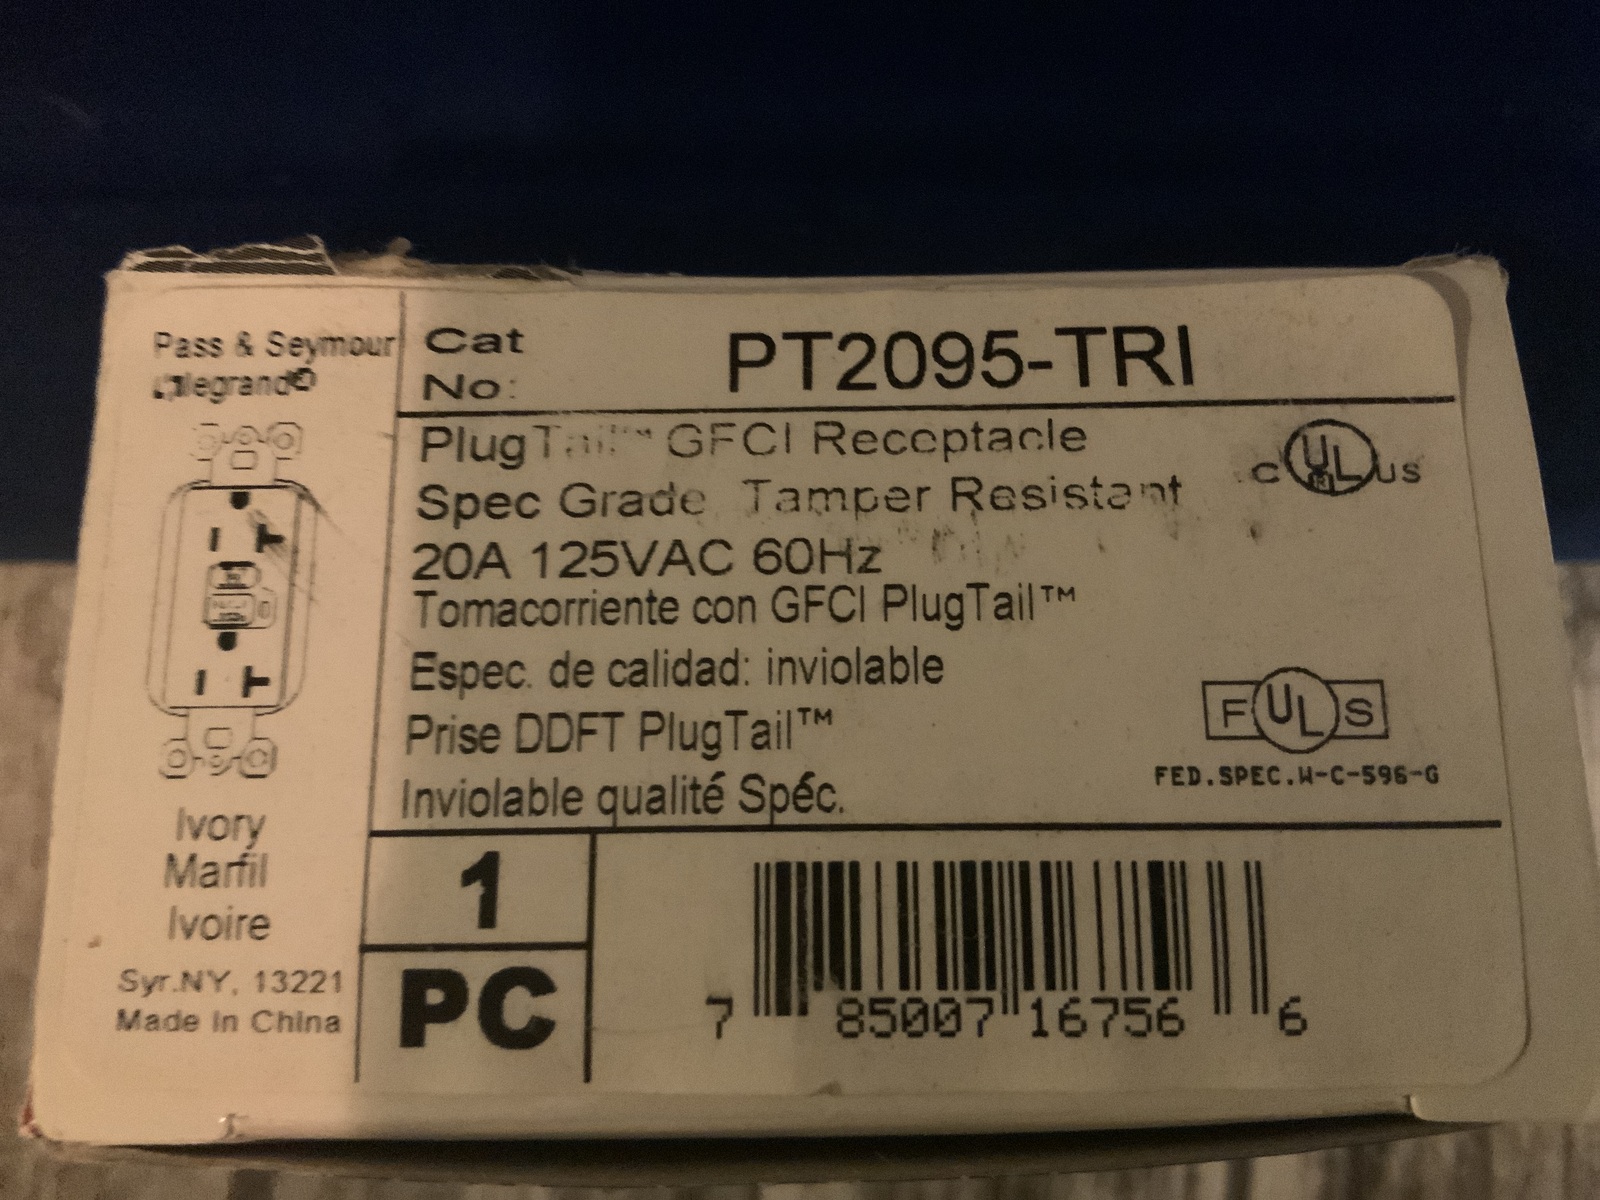 Pass & Seymour
legrand
Cat
No:
PT2095-TRI
PlugTail™ GFCI Receptacle
Spec Grade, Tamper Resistant
20A 125VAC 60Hz
Tomacorriente con GFCI PlugTail™
Espec. de calidad: inviolable
Prise DDFT PlugTail™
Inviolable qualité Spéc.
C UL US
F UL S
FED.SPEC.W-C-596-G
Ivory
Marfil
Ivoire
Syr.NY, 13221
Made in China
1
PC
7 85007 16756 6